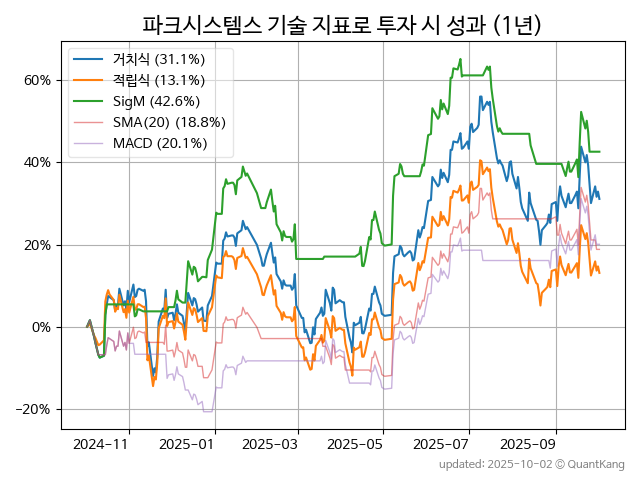 파크시스템스 기술 지표로 투자 시 성과 (1년)
거치식 (31.1%)
적립식 (13.1%)
SigM (42.6%)
SMA(20) (18.8%)
MACD (20.1%)
60%
40%
20%
0%
−20%
2024-11 2025-01 2025-03 2025-05 2025-07 2025-09
updated: 2025-10-02 © QuantKang